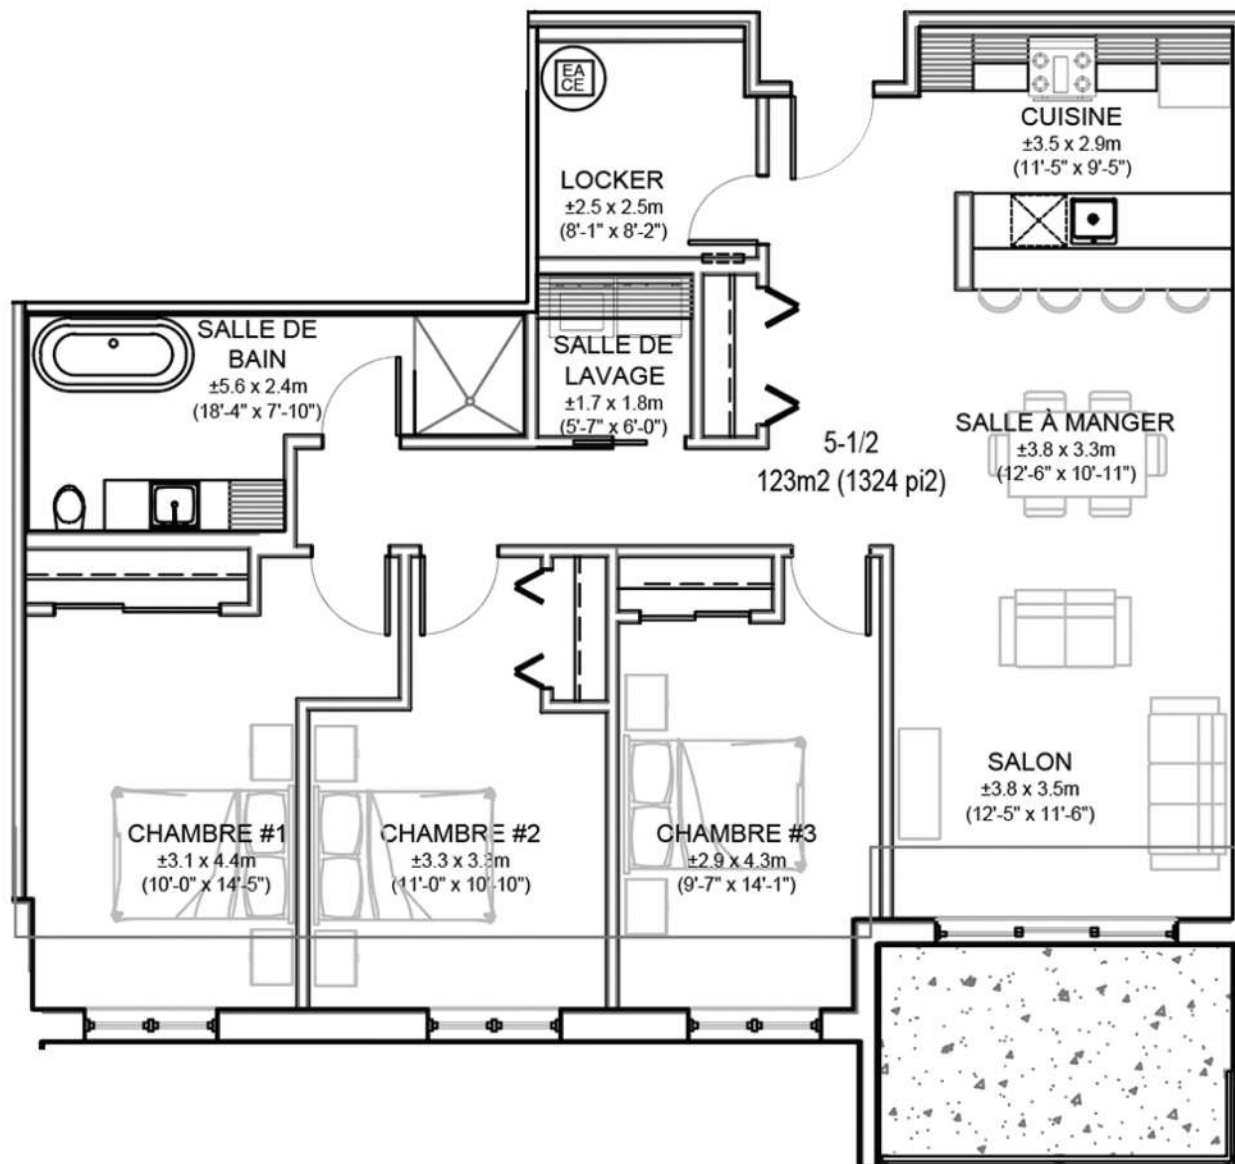 EA
CE
LOCKER
±2.5 x 2.5m
(8'-1" x 8'-2")
CUISINE
±3.5 x 2.9m
(11'-5" x 9'-5")
SALLE DE
BAIN
±5.6 x 2.4m
(18'-4" x 7'-10")
SALLE DE
LAVAGE
±1.7 x 1.8m
(5'-7" x 6'-0")
5-1/2
123m2 (1324 pi2)
SALLE À MANGER
±3.8 x 3.3m
(12'-6" x 10'-11")
SALON
±3.8 x 3.5m
(12'-5" x 11'-6")
CHAMBRE #1
±3.1 x 4.4m
(10'-0" x 14'-5")
CHAMBRE #2
±3.3 x 3.3m
(11'-0" x 10'-10")
CHAMBRE #3
±2.9 x 4.3m
(9'-7" x 14'-1")